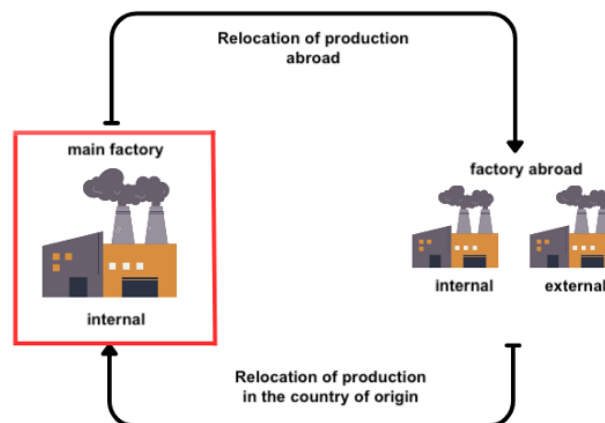 Relocation of production
abroad
main factory
factory abroad
internal
internal
external
Relocation of production
in the country of origin